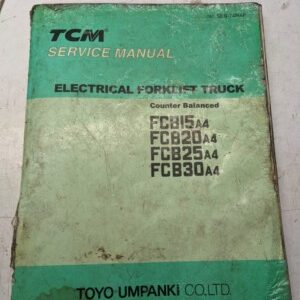 TCM
SERVICE MANUAL
ELECTRICAL FORKLIFT TRUCK
Counter Balanced
FCB15A4
FCB20A4
FCB25A4
FCB30A4
TOYO UMPANKI CO.,LTD.